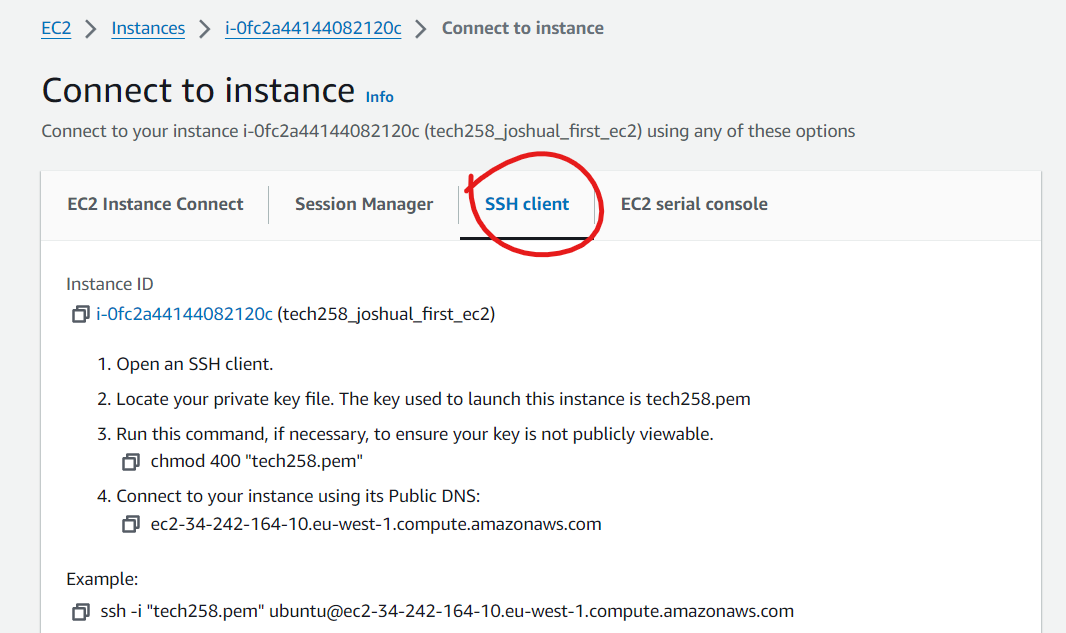 EC2 > Instances > i-0fc2a44144082120c > Connect to instance
Connect to instance Info
Connect to your instance i-0fc2a44144082120c (tech258_joshual_first_ec2) using any of these options
EC2 Instance Connect Session Manager SSH client EC2 serial console
Instance ID
i-0fc2a44144082120c (tech258_joshual_first_ec2)
1. Open an SSH client.
2. Locate your private key file. The key used to launch this instance is tech258.pem
3. Run this command, if necessary, to ensure your key is not publicly viewable.
chmod 400 "tech258.pem"
4. Connect to your instance using its Public DNS:
ec2-34-242-164-10.eu-west-1.compute.amazonaws.com
Example:
ssh -i "tech258.pem" ubuntu@ec2-34-242-164-10.eu-west-1.compute.amazonaws.com